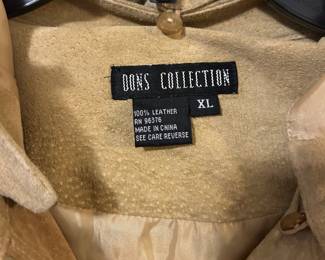 DONS COLLECTION
XL
100% LEATHER
RN 96376
MADE IN CHINA
SEE CARE REVERSE